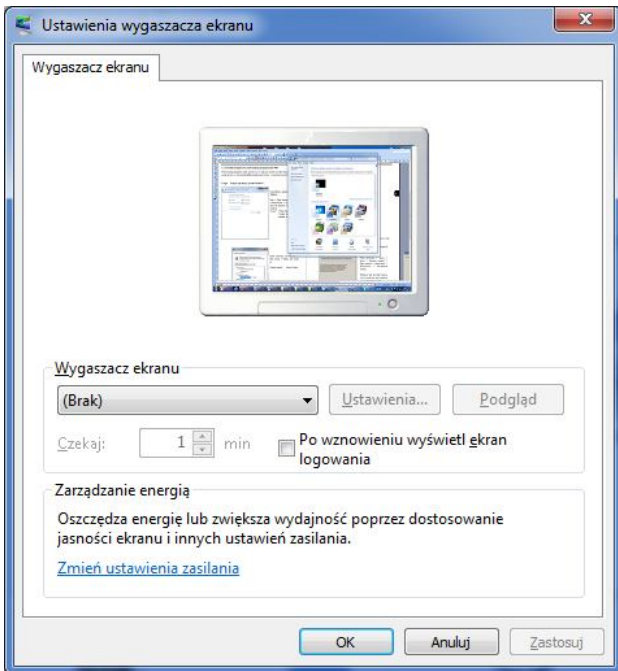 Ustawienia wygaszacza ekranu
Wygaszacz ekranu
Wygaszacz ekranu
(Brak)
Ustawienia...
Podgląd
Czekaj:
1
min
Po wznowieniu wyświetl ekran
logowania
Zarządzanie energią
Oszczędza energię lub zwiększa wydajność poprzez dostosowanie
jasności ekranu i innych ustawień zasilania.
Zmień ustawienia zasilania
OK
Anuluj
Zastosuj